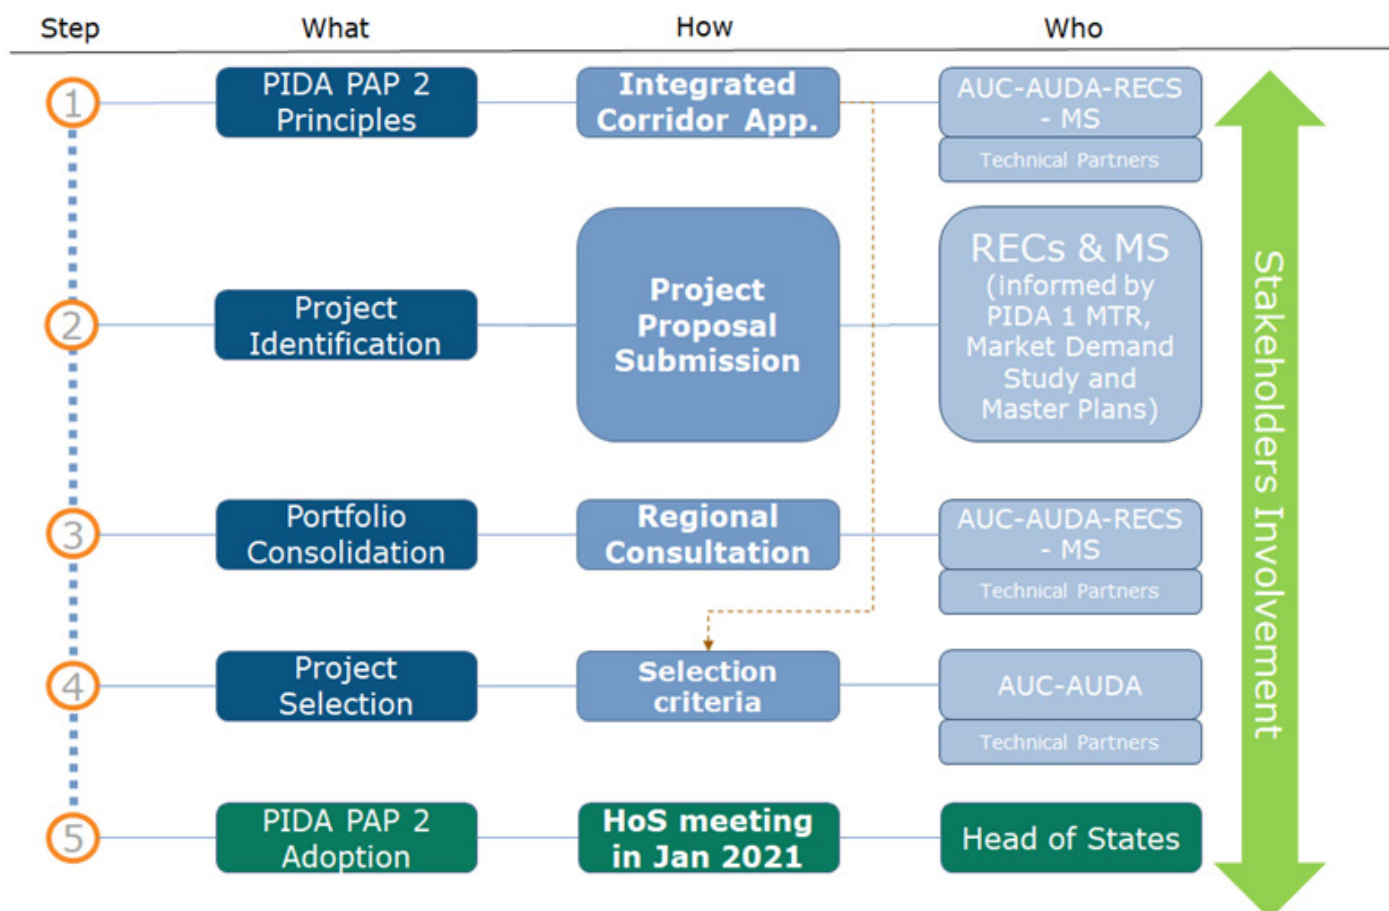 Step What How Who
1
PIDA PAP 2
Principles
Integrated
Corridor App.
AUC-AUDA-RECS
- MS
Technical Partners
2
Project
Identification
Project
Proposal
Submission
RECs & MS
(informed by
PIDA 1 MTR,
Market Demand
Study and
Master Plans)
3
Portfolio
Consolidation
Regional
Consultation
AUC-AUDA-RECS
- MS
Technical Partners
4
Project
Selection
Selection
criteria
AUC-AUDA
Technical Partners
5
PIDA PAP 2
Adoption
HoS meeting
in Jan 2021
Head of States
Stakeholders Involvement